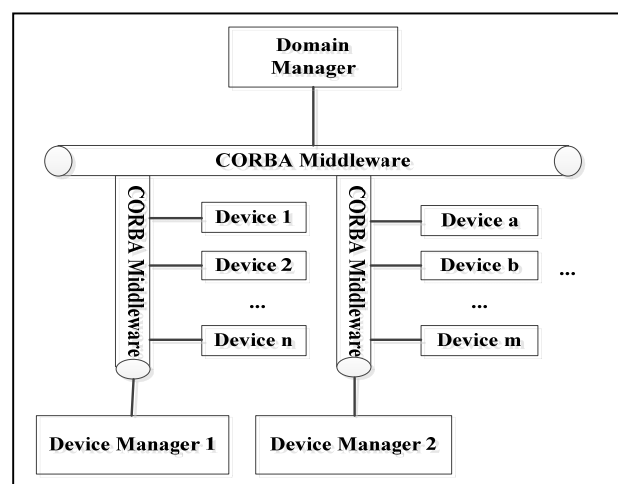 Domain
Manager
CORBA Middleware
CORBA Middleware
Device 1
Device 2
...
Device n
CORBA Middleware
Device a
Device b
...
...
Device m
Device Manager 1
Device Manager 2